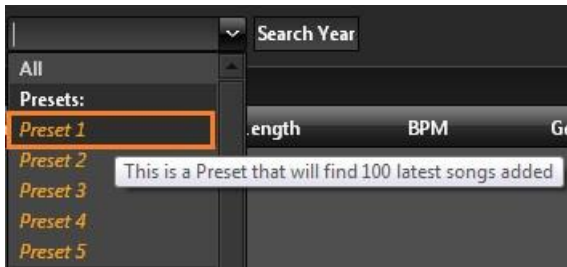 Search Year
All
Presets:
Preset 1
ength BPM G
Preset 2
This is a Preset that will find 100 latest songs added
Preset 3
Preset 4
Preset 5